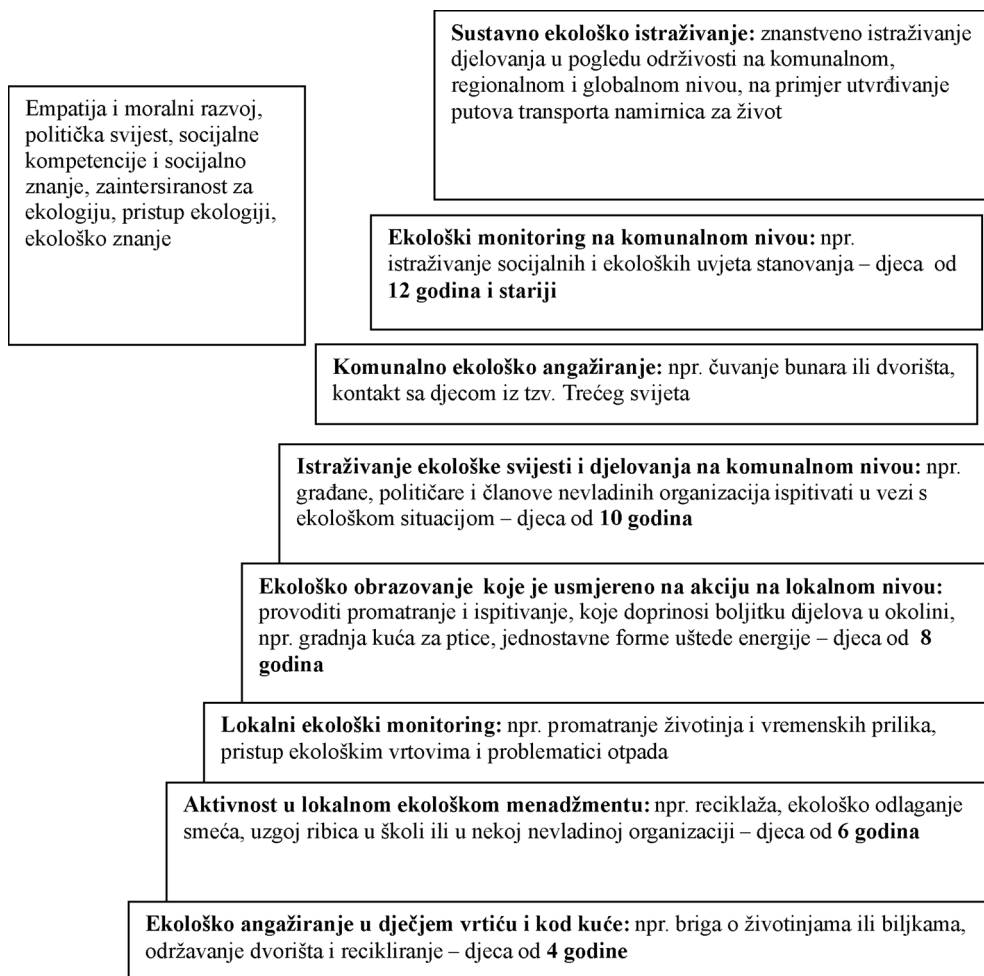 Sustavno ekološko istraživanje: znanstveno istraživanje
djelovanja u pogledu održivosti na komunalnom,
regionalnom i globalnom nivou, na primjer utvrđivanje
putova transporta namirnica za život
Empatija i moralni razvoj,
politička svijest, socijalne
kompetencije i socijalno
znanje, zaintersiranost za
ekologiju, pristup ekologiji,
ekološko znanje
Ekološki monitoring na komunalnom nivou: npr.
istraživanje socijalnih i ekoloških uvjeta stanovanja – djeca od
12 godina i stariji
Komunalno ekološko angažiranje: npr. čuvanje bunara ili dvorišta,
kontakt sa djecom iz tzv. Trećeg svijeta
Istraživanje ekološke svijesti i djelovanja na komunalnom nivou: npr.
građane, političare i članove nevladinih organizacija ispitivati u vezi s
ekološkom situacijom – djeca od 10 godina
Ekološko obrazovanje koje je usmjereno na akciju na lokalnom nivou:
provoditi promatranje i ispitivanje, koje doprinosi boljitku dijelova u okolini,
npr. gradnja kuća za ptice, jednostavne forme uštede energije – djeca od 8
godina
Lokalni ekološki monitoring: npr. promatranje životinja i vremenskih prilika,
pristup ekološkim vrtovima i problematici otpada
Aktivnost u lokalnom ekološkom menadžmentu: npr. reciklaža, ekološko odlaganje
smeća, uzgoj ribica u školi ili u nekoj nevladinoj organizaciji – djeca od 6 godina
Ekološko angažiranje u dječjem vrtiću i kod kuće: npr. briga o životinjama ili biljkama,
održavanje dvorišta i recikliranje – djeca od 4 godine